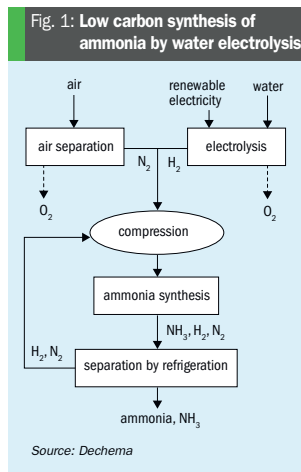 Fig. 1: Low carbon synthesis of
ammonia by water electrolysis
air
renewable
electricity
water
air separation
electrolysis
N₂
H₂
O₂
O₂
compression
ammonia synthesis
NH₃, H₂, N₂
H₂, N₂
separation by refrigeration
ammonia, NH₃
Source: Dechema